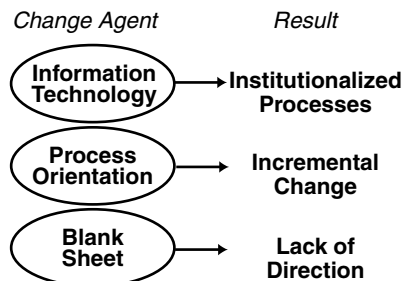 Change Agent Result
Information
Technology
Institutionalized
Processes
Process
Orientation
Incremental
Change
Blank
Sheet
Lack of
Direction